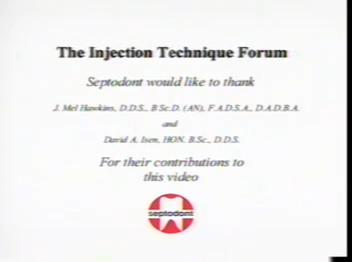 The Injection Technique Forum
Septodont would like to thank
J. Mel Hawkins, D.D.S., B Sc.D. (AN), F.A.D.S.A., D.A.D.B.A.
and
David A. Isen, HON. B.Sc., D.D.S.
For their contributions to
this video
septodont